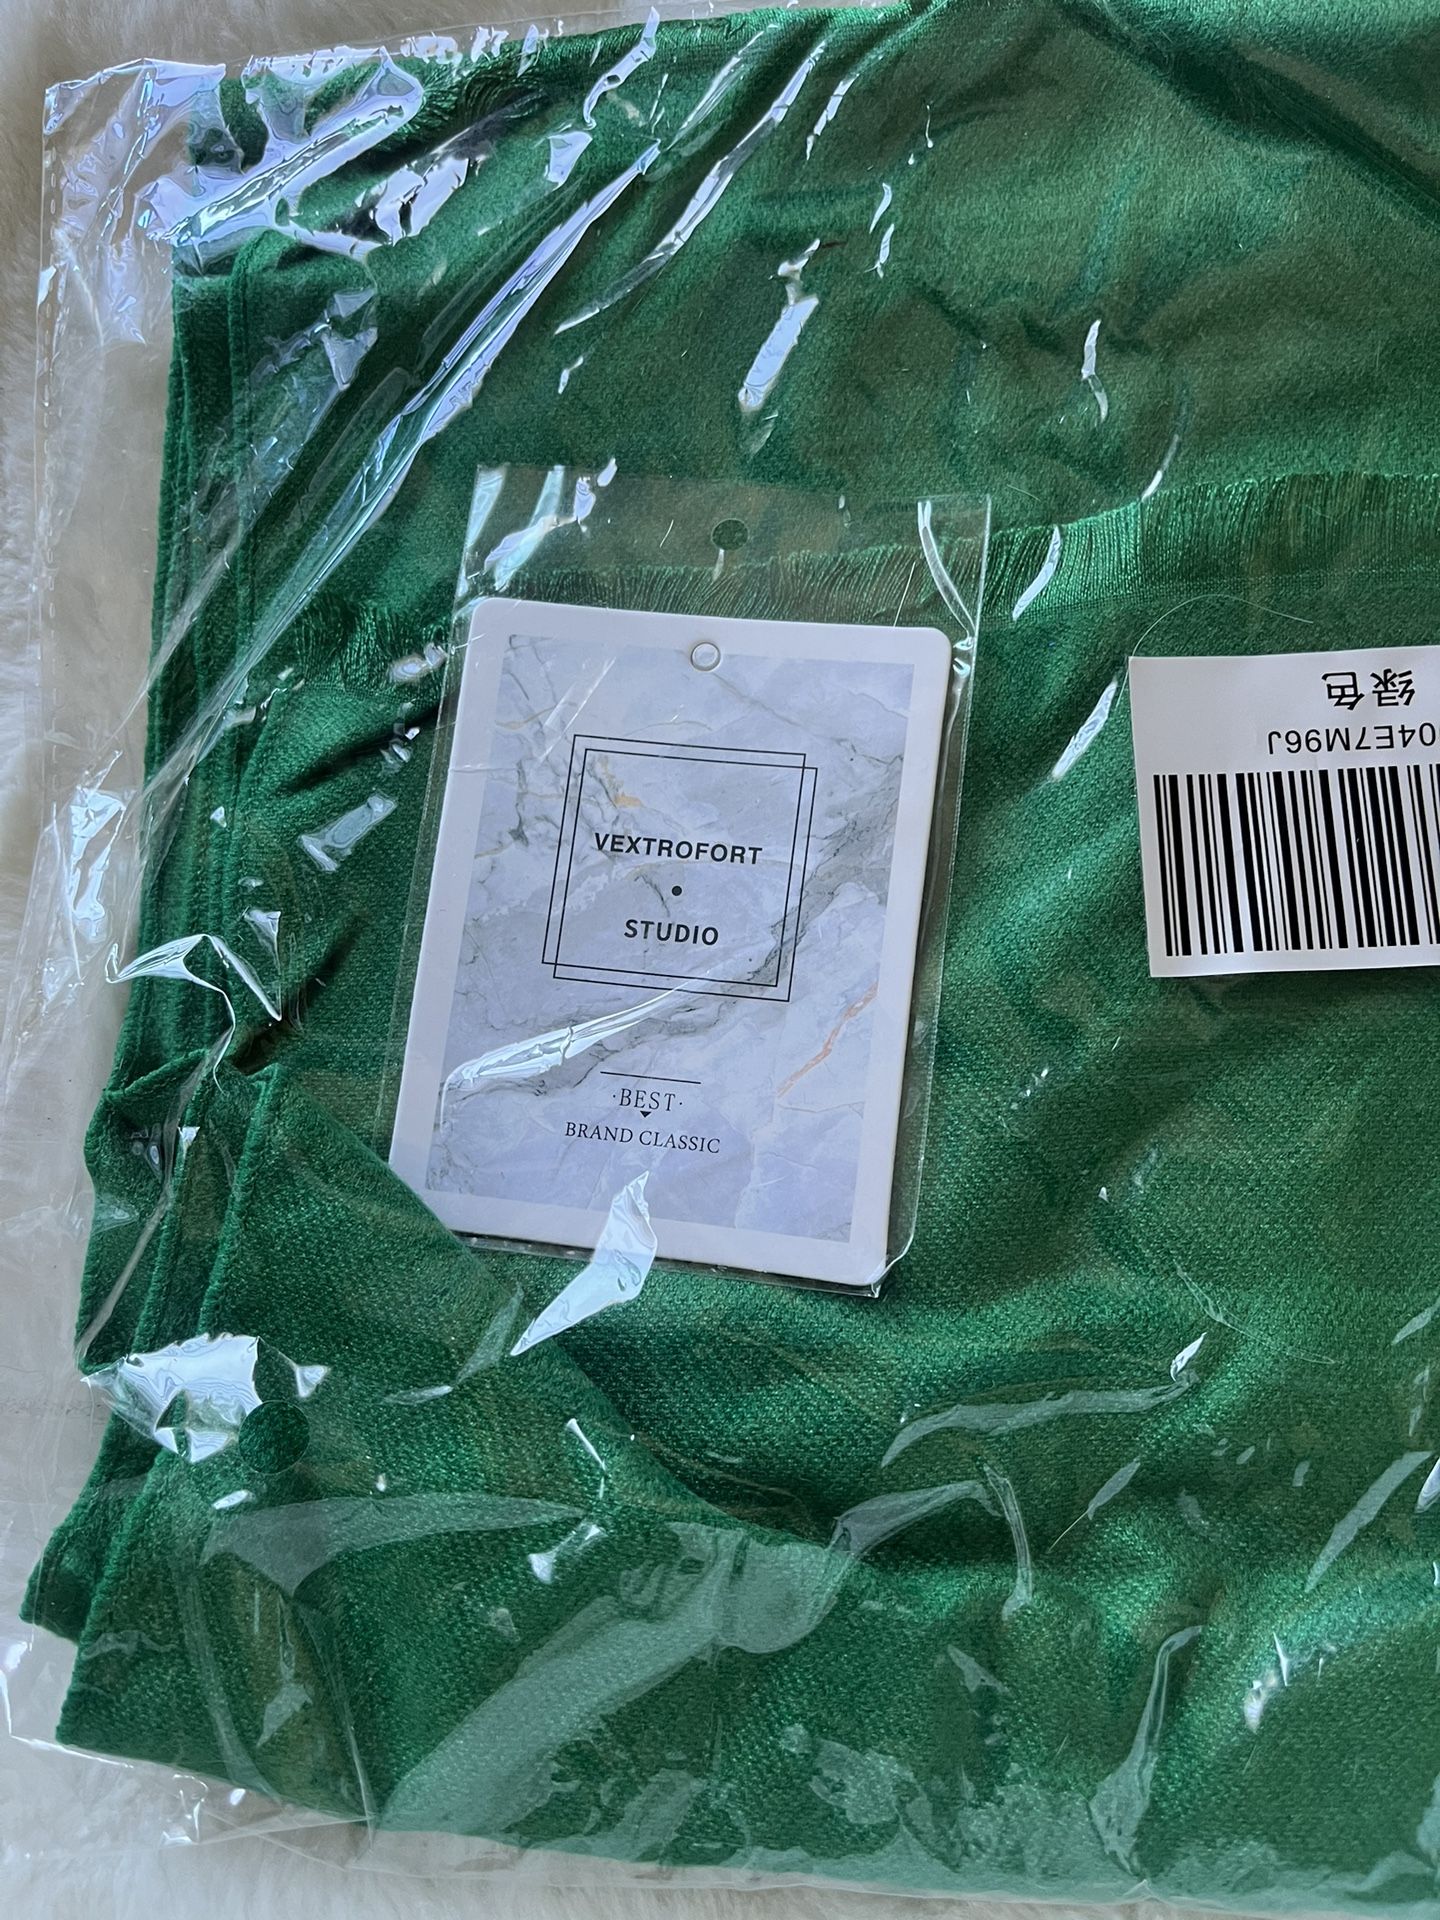 VEXTROFORT
STUDIO
·BEST·
BRAND CLASSIC
绿色
04E7M96J